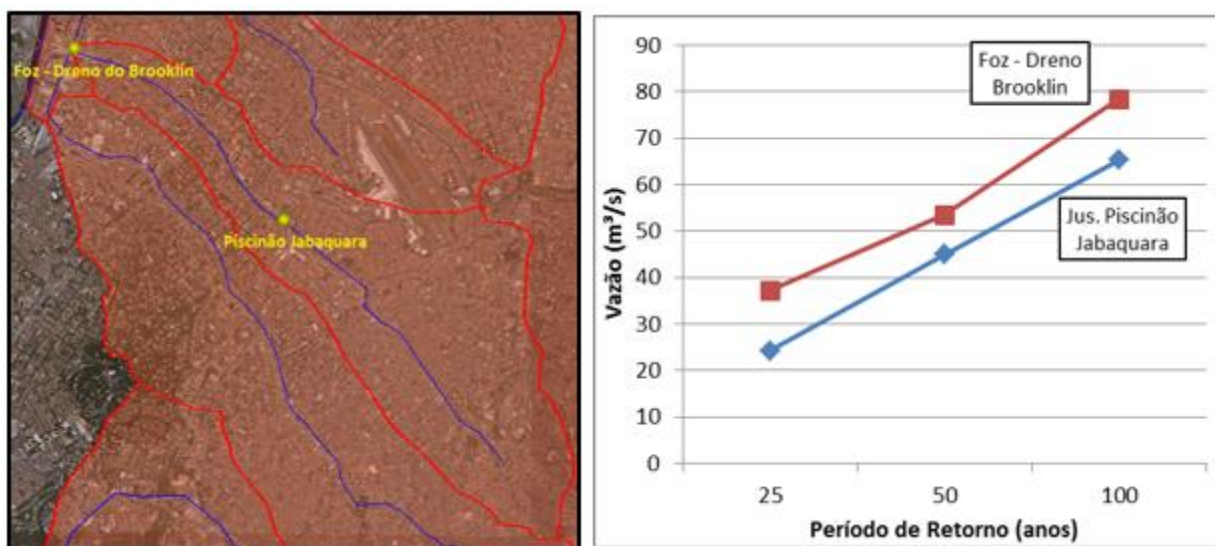 Foz - Dreno do Brooklin
Piscinão Jabaquara
90
80
70
60
50
40
30
20
10
0
Vazão (m³/s)
Foz - Dreno
Brooklin
Jus. Piscinão
Jabaquara
25
50
100
Período de Retorno (anos)